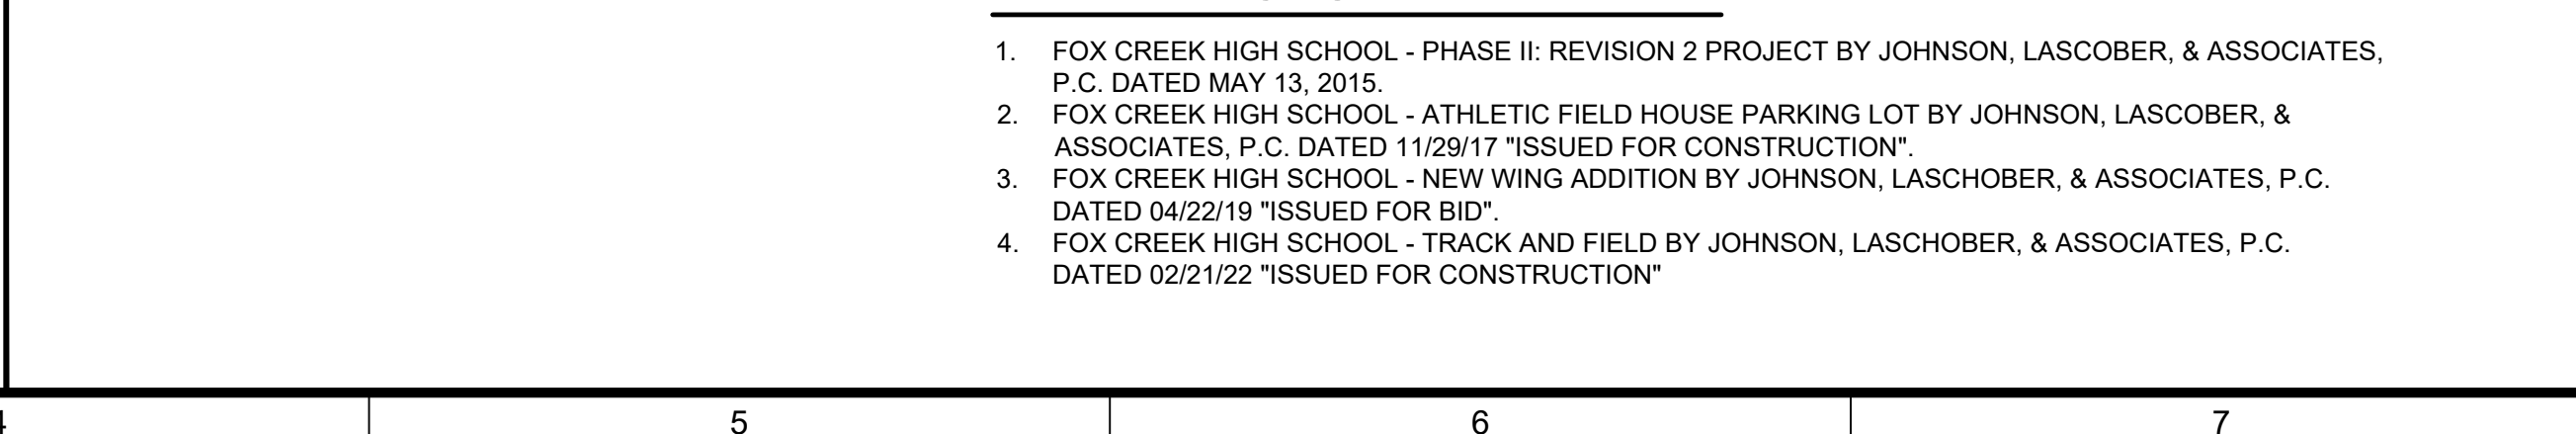 1. FOX CREEK HIGH SCHOOL - PHASE II: REVISION 2 PROJECT BY JOHNSON, LASCOBER, & ASSOCIATES,
P.C. DATED MAY 13, 2015.
2. FOX CREEK HIGH SCHOOL - ATHLETIC FIELD HOUSE PARKING LOT BY JOHNSON, LASCOBER, &
ASSOCIATES, P.C. DATED 11/29/17 "ISSUED FOR CONSTRUCTION".
3. FOX CREEK HIGH SCHOOL - NEW WING ADDITION BY JOHNSON, LASCHOBER, & ASSOCIATES, P.C.
DATED 04/22/19 "ISSUED FOR BID".
4. FOX CREEK HIGH SCHOOL - TRACK AND FIELD BY JOHNSON, LASCHOBER, & ASSOCIATES, P.C.
DATED 02/21/22 "ISSUED FOR CONSTRUCTION"
5 6 7